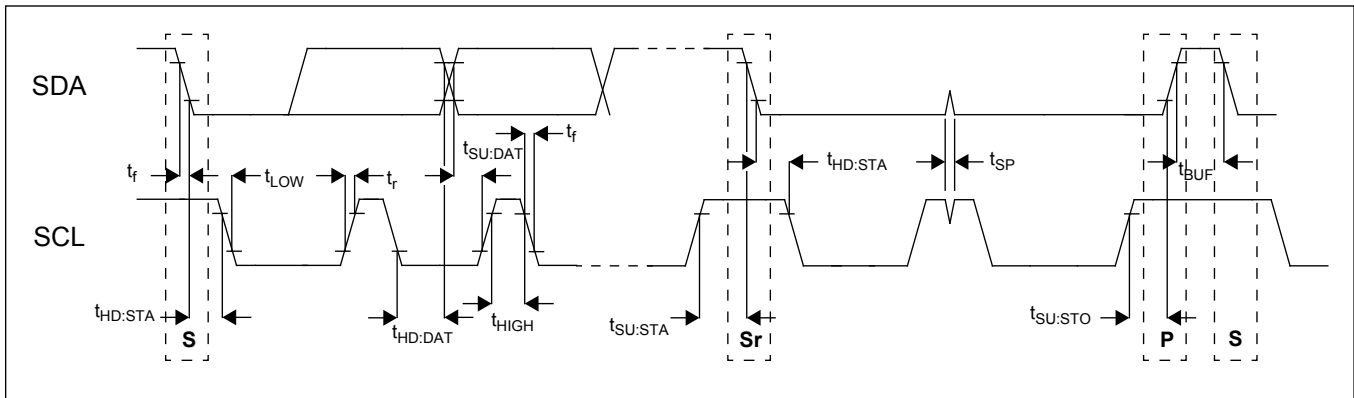 SDA
t_f
t_SU:DAT
t_f
t_LOW
t_r
t_HD:STA
t_SP
t_BUF
SCL
t_HD:STA
S
t_HD:DAT
t_HIGH
t_SU:STA
Sr
t_SU:STO
P
S